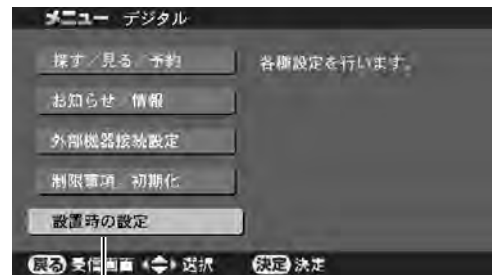 メニュー デジタル
探す／見る／予約
各種設定を行います。
お知らせ／情報
外部機器接続設定
制限事項／初期化
設置時の設定
戻る 受信画面 選択 決定 決定